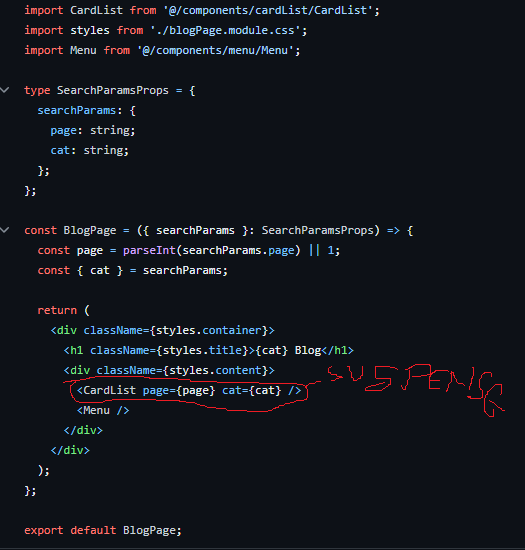 import CardList from '@/components/cardList/CardList';
import styles from './blogPage.module.css';
import Menu from '@/components/menu/Menu';
type SearchParamsProps = {
searchParams: {
page: string;
cat: string;
};
};
const BlogPage = ({ searchParams }: SearchParamsProps) => {
const page = parseInt(searchParams.page) || 1;
const { cat } = searchParams;
return (
<div className={styles.container}>
<h1 className={styles.title}>{cat} Blog</h1>
<div className={styles.content}>
<CardList page={page} cat={cat} /> SUSPENSE
<Menu />
</div>
</div>
);
};
export default BlogPage;